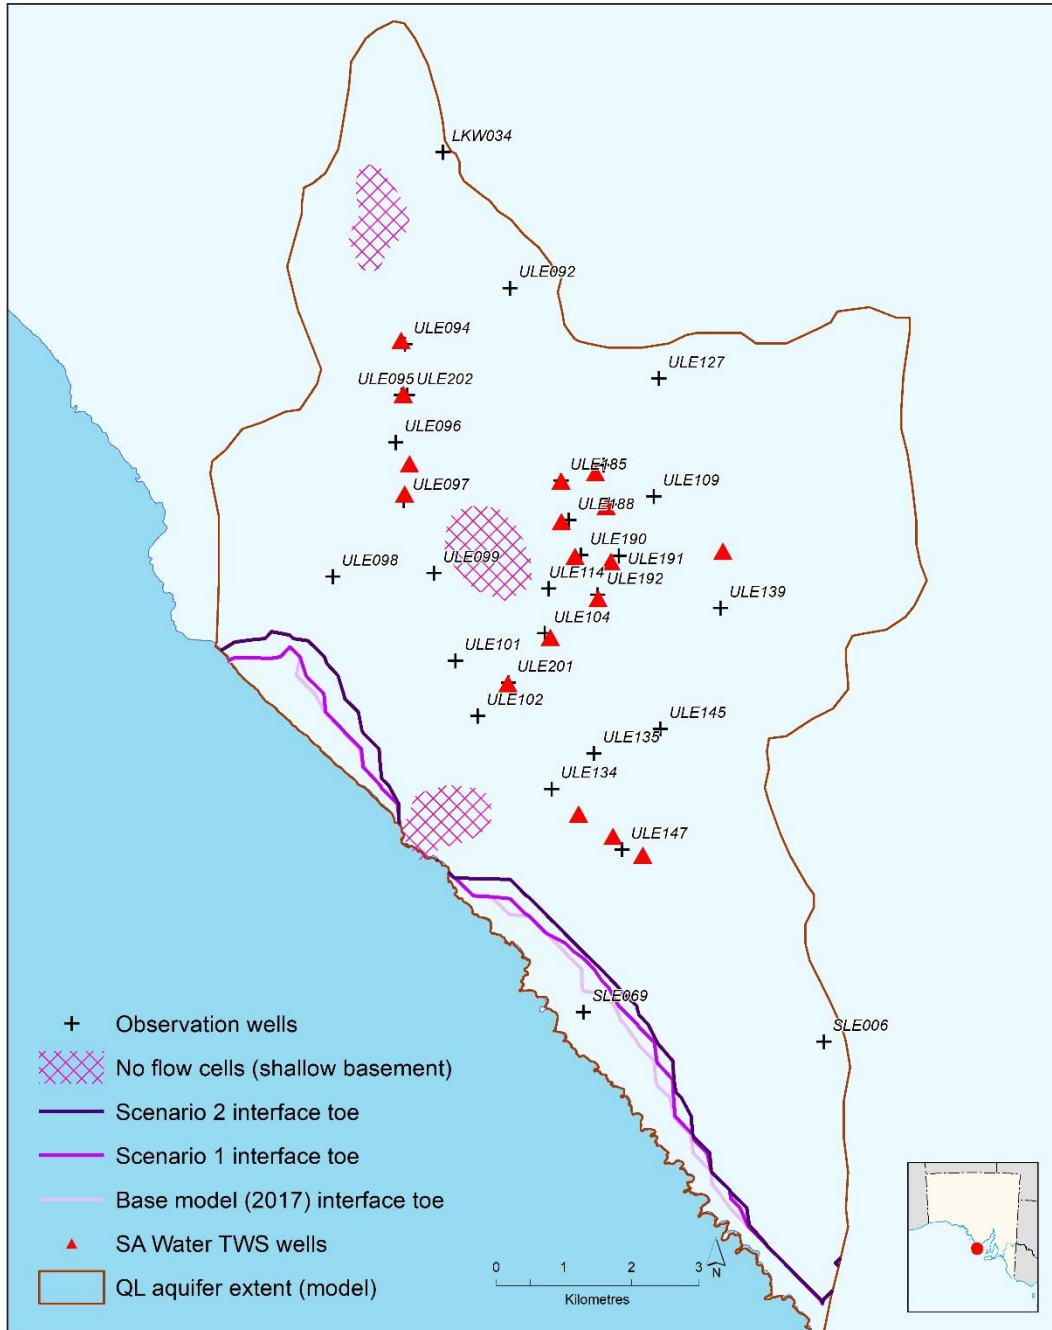 LKW034
ULE092
ULE094
ULE127
ULE095 ULE202
ULE096
ULE185
ULE097
ULE109
ULE188
ULE190
ULE098
ULE099
ULE191
ULE114
ULE192
ULE139
ULE104
ULE101
ULE201
ULE102
ULE145
ULE135
ULE134
ULE147
SLE069
SLE006
Observation wells
No flow cells (shallow basement)
Scenario 2 interface toe
Scenario 1 interface toe
Base model (2017) interface toe
SA Water TWS wells
QL aquifer extent (model)
0 1 2 3
Kilometres
N